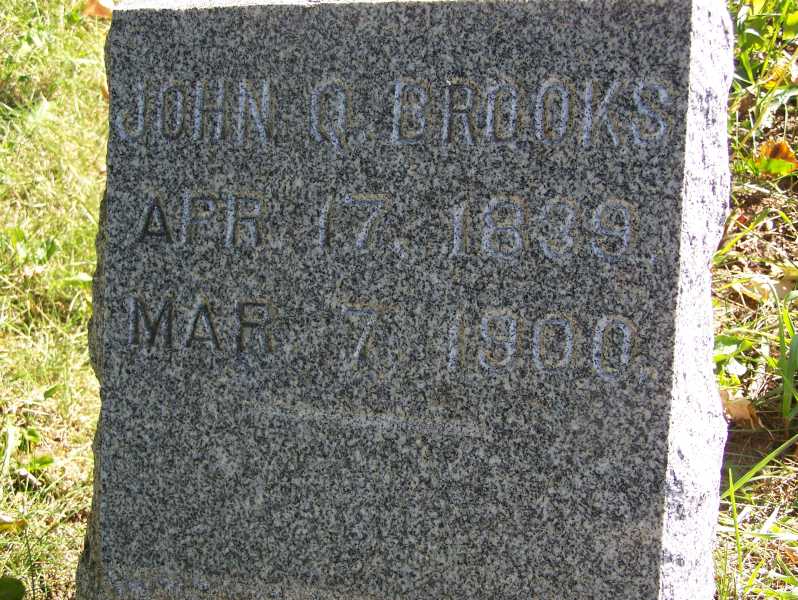 JOHN Q. BROOKS
APR. 17, 1839.
MAR. 7, 1900.